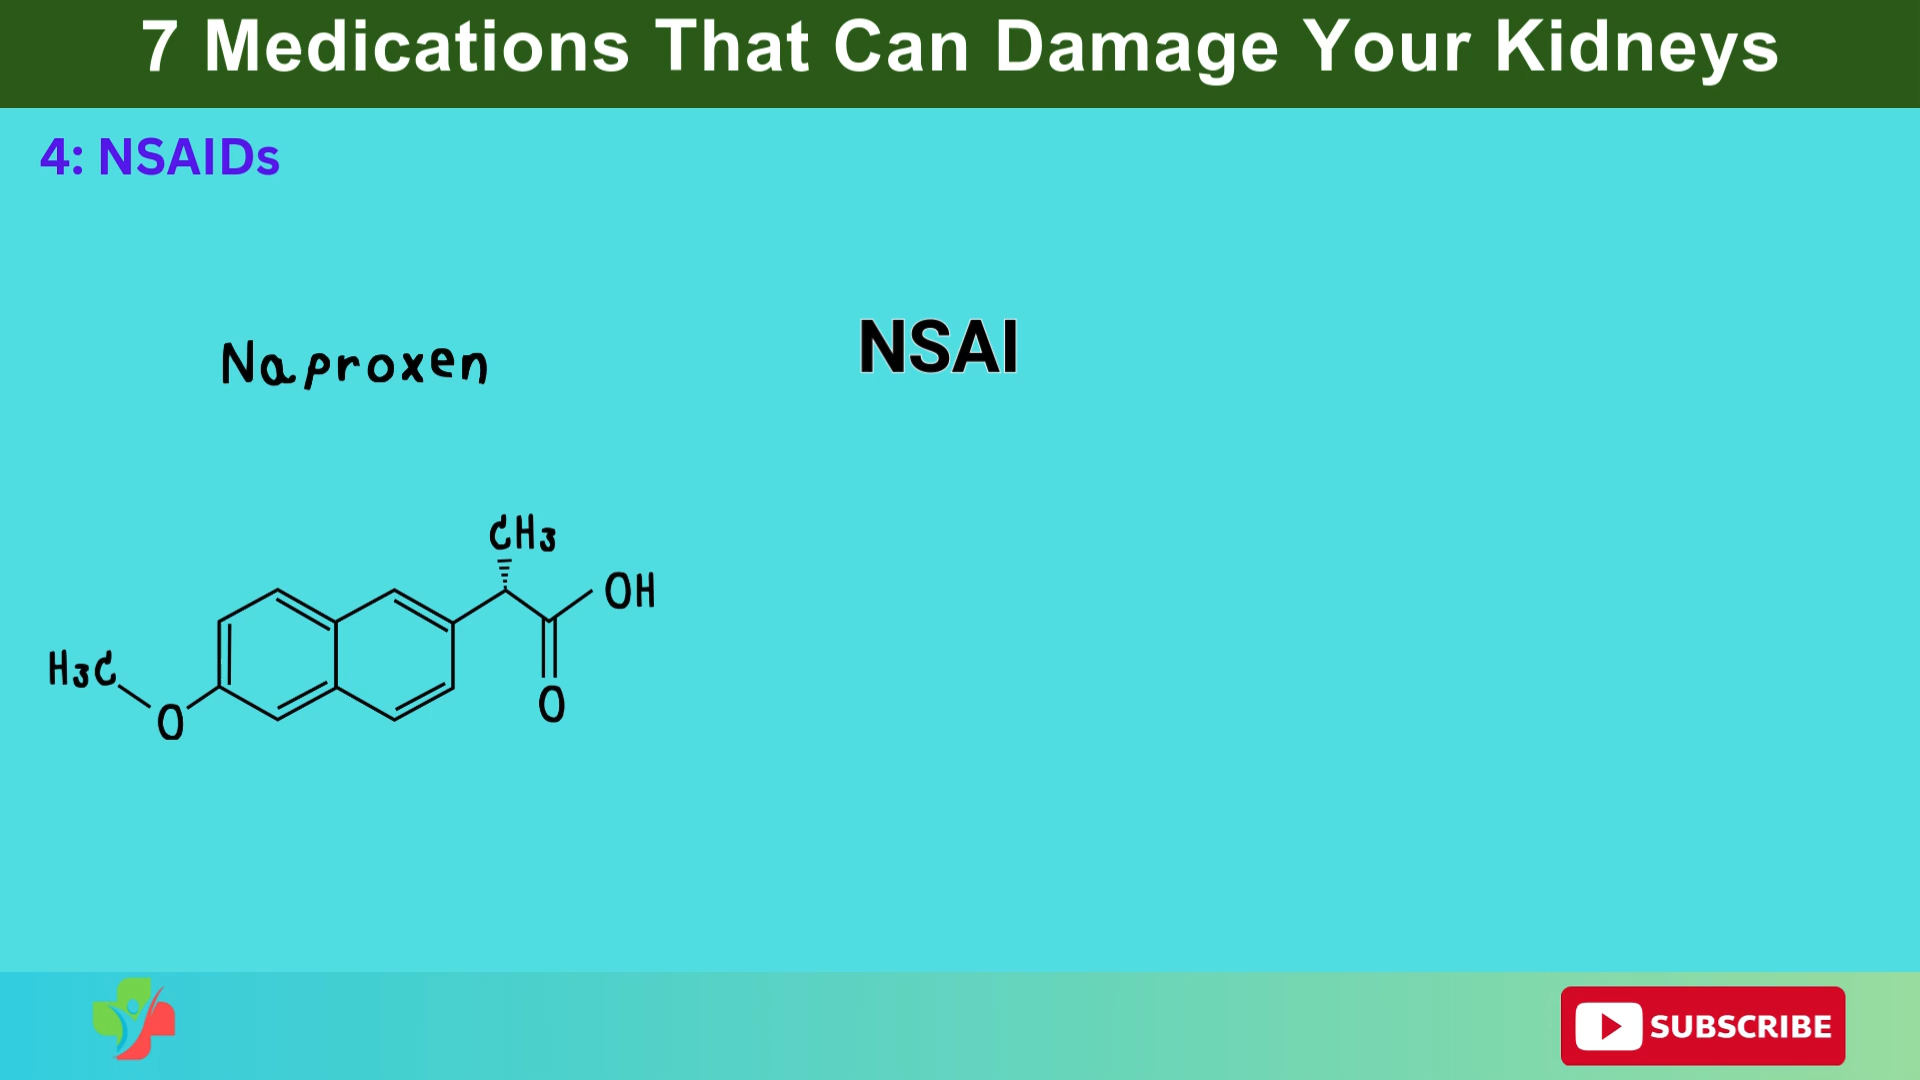 7 Medications That Can Damage Your Kidneys
4: NSAIDs
Naproxen
NSAI
CH3
OH
H3C
O
O
SUBSCRIBE